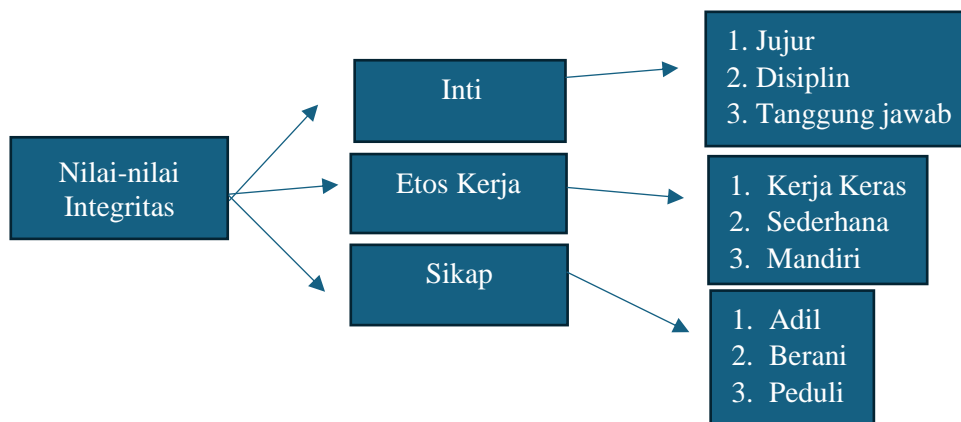 Nilai-nilai
Integritas
Inti
1. Jujur
2. Disiplin
3. Tanggung jawab
Etos Kerja
1. Kerja Keras
2. Sederhana
3. Mandiri
Sikap
1. Adil
2. Berani
3. Peduli